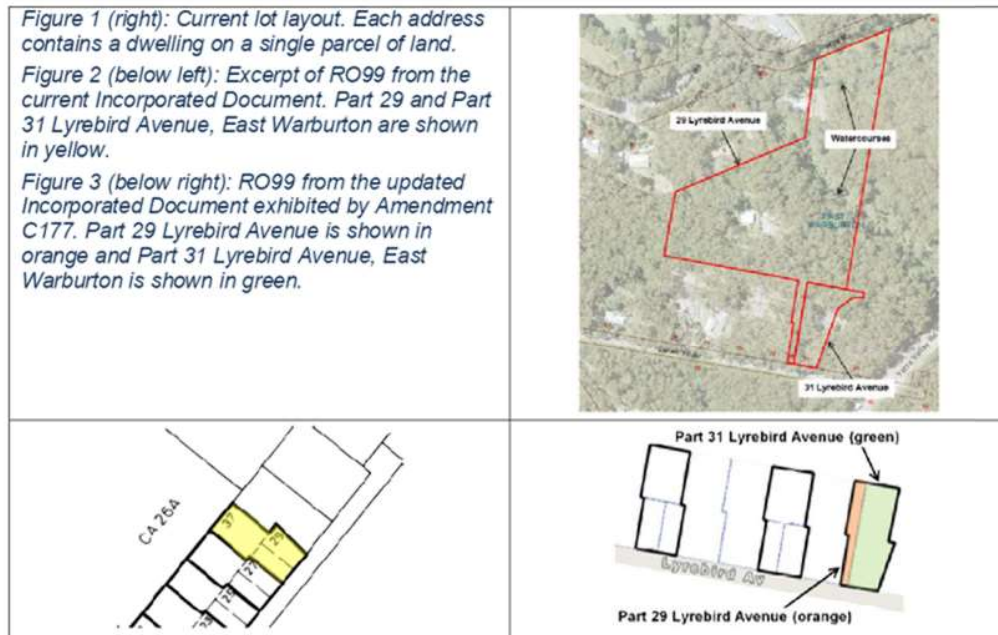 Figure 1 (right): Current lot layout. Each address
contains a dwelling on a single parcel of land.
Figure 2 (below left): Excerpt of RO99 from the
current Incorporated Document. Part 29 and Part
31 Lyrebird Avenue, East Warburton are shown
in yellow.
Figure 3 (below right): RO99 from the updated
Incorporated Document exhibited by Amendment
C177. Part 29 Lyrebird Avenue is shown in
orange and Part 31 Lyrebird Avenue, East
Warburton is shown in green.
29 Lyrebird Avenue
Watercourses
31 Lyrebird Avenue
CA 26A
37
25
23
Part 31 Lyrebird Avenue (green)
Lyrebird Av
Part 29 Lyrebird Avenue (orange)